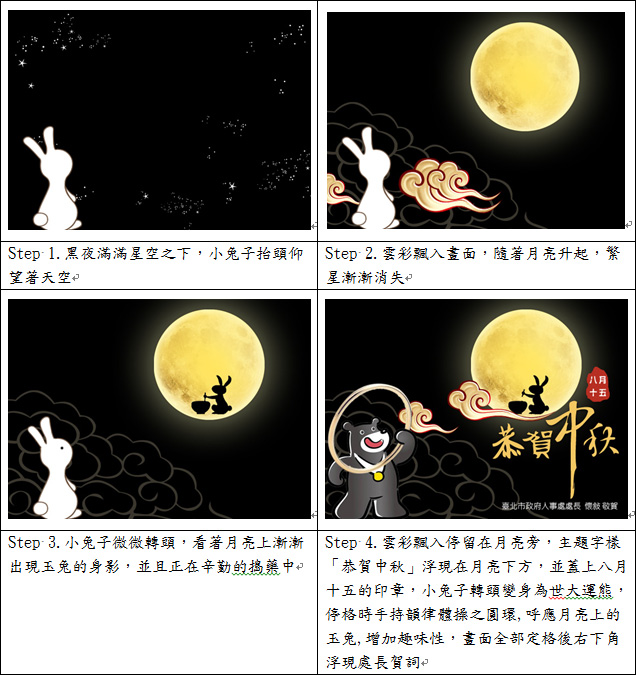 Step 1.黑夜滿滿星空之下，小兔子抬頭仰
望著天空
Step 2.雲彩飄入畫面，隨著月亮升起，繁
星漸漸消失
八月
十五
恭賀中秋
臺北市政府人事處處長 懷敍 敬賀
Step 3.小兔子微微轉頭，看著月亮上漸漸
出現玉兔的身影，並且正在辛勤的搗藥中
Step 4.雲彩飄入停留在月亮旁，主題字樣
「恭賀中秋」浮現在月亮下方，並蓋上八月
十五的印章，小兔子轉頭變身為世大運熊，
停格時手持韻律體操之圓環,呼應月亮上的
玉兔,增加趣味性，畫面全部定格後右下角
浮現處長賀詞